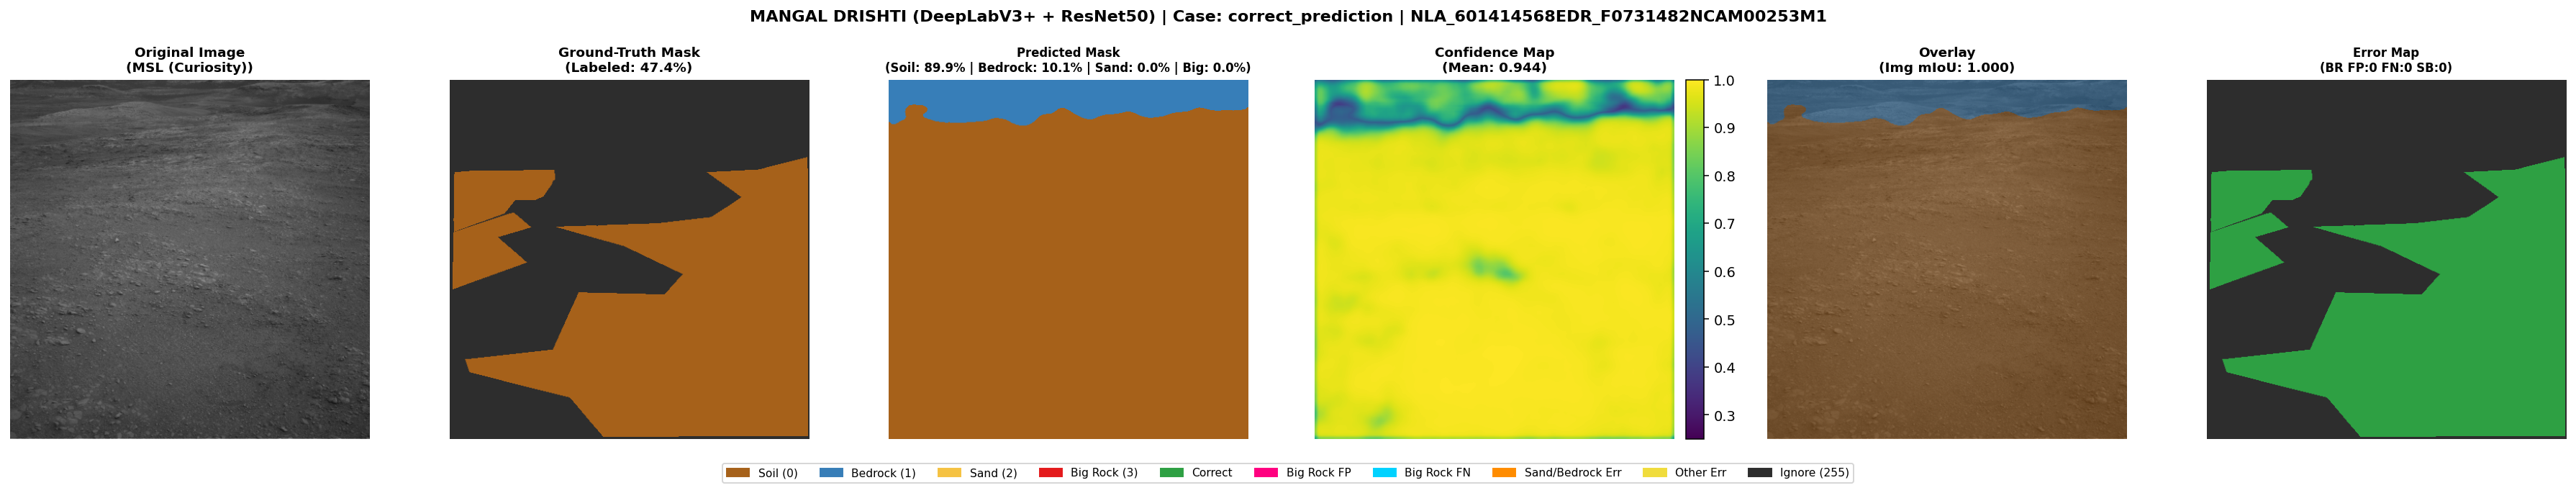 MANGAL DRISHTI (DeepLabV3+ + ResNet50) | Case: correct_prediction | NLA_601414568EDR_F0731482NCAM00253M1
Original Image
(MSL (Curiosity))
Ground-Truth Mask
(Labeled: 47.4%)
Predicted Mask
(Soil: 89.9% | Bedrock: 10.1% | Sand: 0.0% | Big: 0.0%)
Confidence Map
(Mean: 0.944)
1.0
0.9
0.8
0.7
0.6
0.5
0.4
0.3
Overlay
(Img mIoU: 1.000)
Error Map
(BR FP:0 FN:0 SB:0)
Soil (0)
Bedrock (1)
Sand (2)
Big Rock (3)
Correct
Big Rock FP
Big Rock FN
Sand/Bedrock Err
Other Err
Ignore (255)